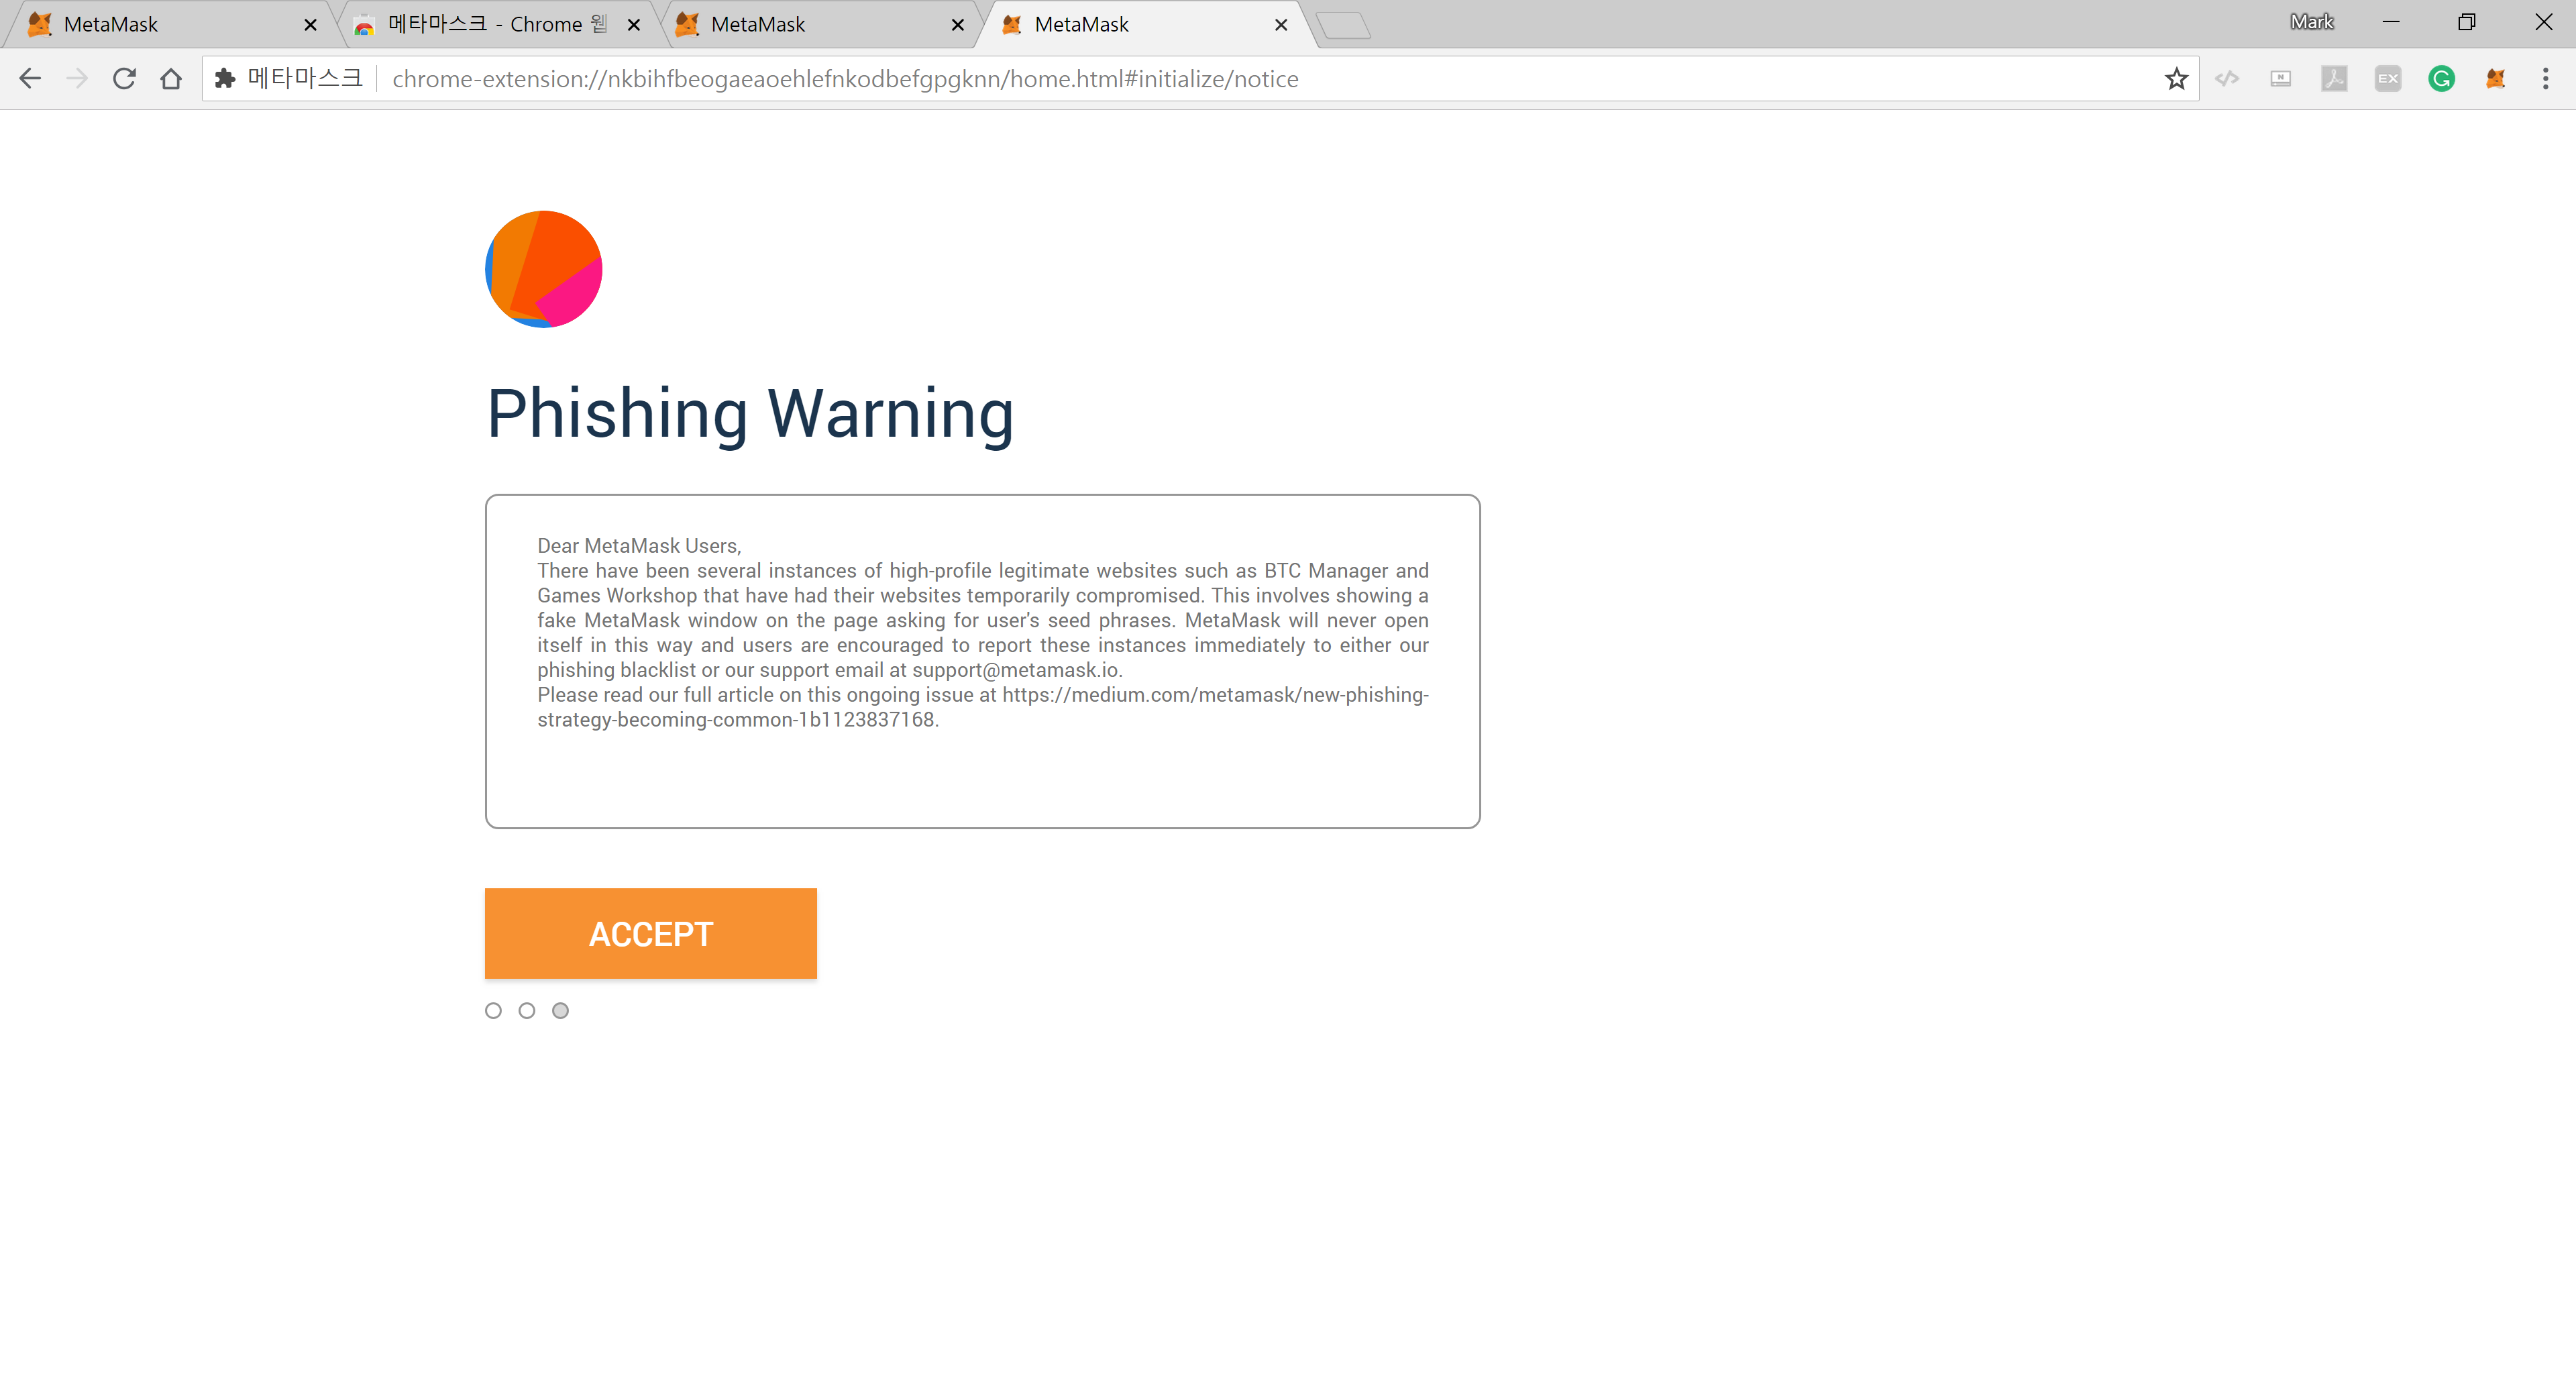 MetaMask
메타마스크 - Chrome 웹
MetaMask
MetaMask
Mark
메타마스크
chrome-extension://nkbihfbeogaeaoehlefnkodbefgpgknn/home.html#initialize/notice
EX
Phishing Warning
Dear MetaMask Users,
There have been several instances of high-profile legitimate websites such as BTC Manager and
Games Workshop that have had their websites temporarily compromised. This involves showing a
fake MetaMask window on the page asking for user's seed phrases. MetaMask will never open
itself in this way and users are encouraged to report these instances immediately to either our
phishing blacklist or our support email at support@metamask.io.
Please read our full article on this ongoing issue at https://medium.com/metamask/new-phishing-
strategy-becoming-common-1b1123837168.
ACCEPT